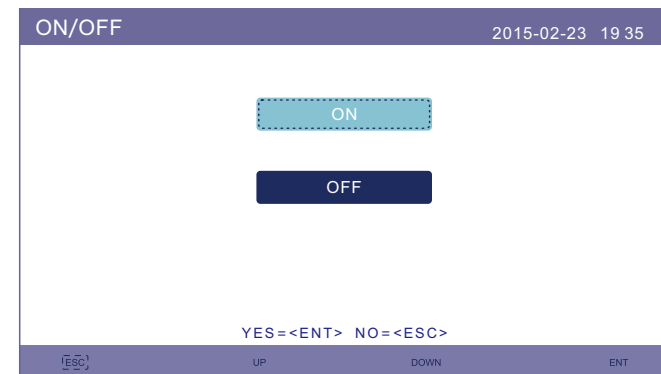 ON/OFF 2015-02-23 19 35
ON
OFF
YES=<ENT> NO=<ESC>
ESC UP DOWN ENT